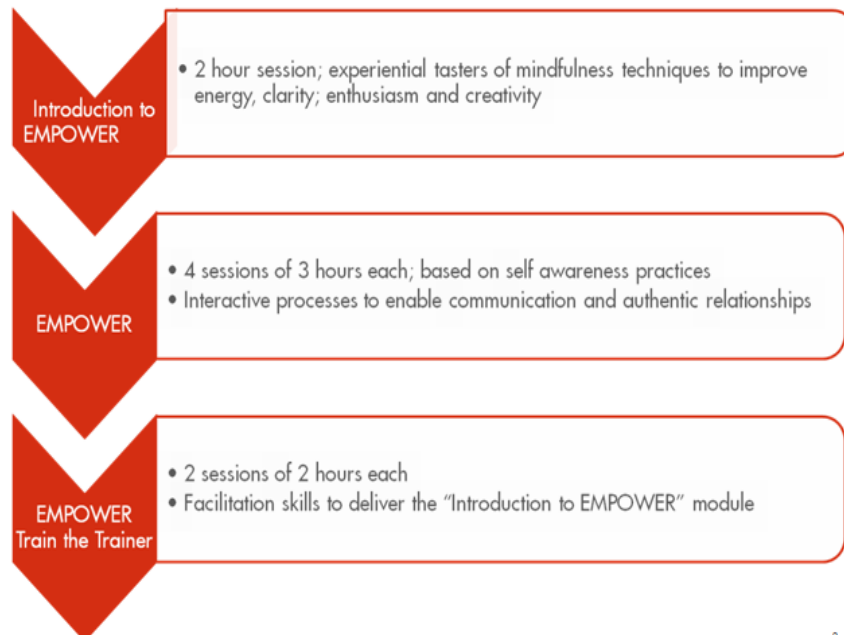 Introduction to
EMPOWER
• 2 hour session; experiential tasters of mindfulness techniques to improve
energy, clarity; enthusiasm and creativity
EMPOWER
• 4 sessions of 3 hours each; based on self awareness practices
• Interactive processes to enable communication and authentic relationships
EMPOWER
Train the Trainer
• 2 sessions of 2 hours each
• Facilitation skills to deliver the “Introduction to EMPOWER” module